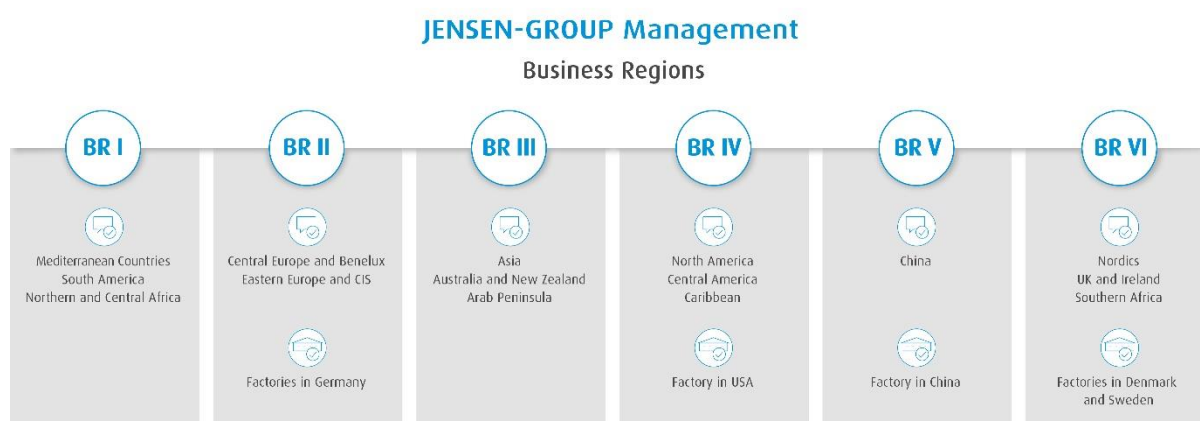 JENSEN-GROUP Management
Business Regions
BR I
Mediterranean Countries
South America
Northern and Central Africa
BR II
Central Europe and Benelux
Eastern Europe and CIS
Factories in Germany
BR III
Asia
Australia and New Zealand
Arab Peninsula
BR IV
North America
Central America
Caribbean
Factory in USA
BR V
China
Factory in China
BR VI
Nordics
UK and Ireland
Southern Africa
Factories in Denmark
and Sweden